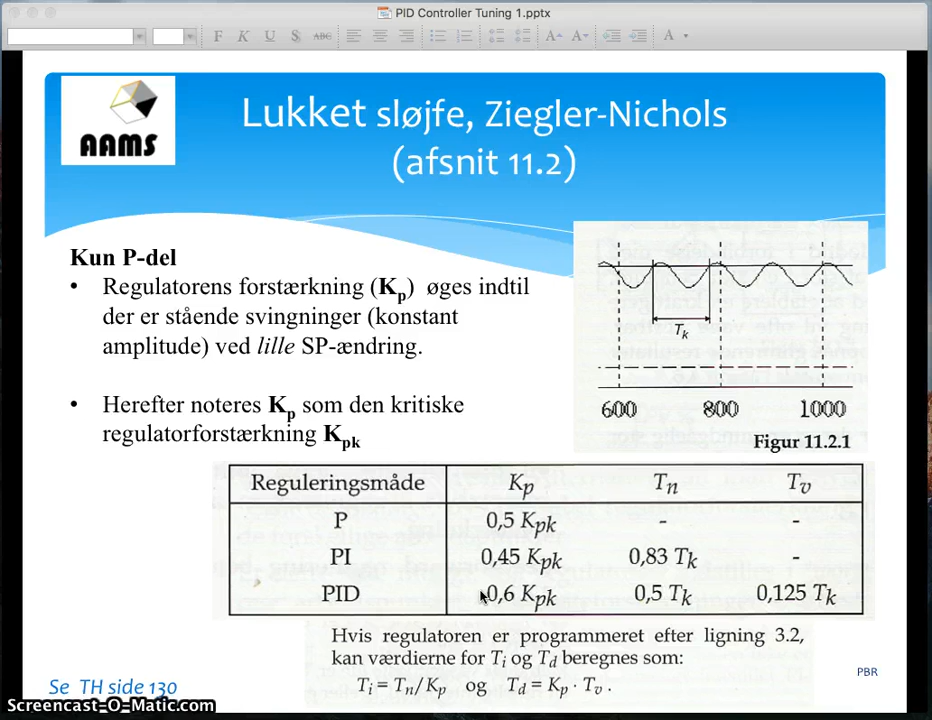 PID Controller Tuning 1.pptx
F K U S ABC A A A
AAMS
Lukket sløjfe, Ziegler-Nichols
(afsnit 11.2)
Kun P-del
• Regulatorens forstærkning (Kp) øges indtil
der er stående svingninger (konstant
amplitude) ved lille SP-ændring.
• Herefter noteres Kp som den kritiske
regulatorforstærkning Kpk
Tk
600 800 1000
Figur 11.2.1
Reguleringsmåde Kp Tn Tv
P 0,5 Kpk - -
PI 0,45 Kpk 0,83 Tk -
PID 0,6 Kpk 0,5 Tk 0,125 Tk
Hvis regulatoren er programmeret efter ligning 3.2,
kan værdierne for Ti og Td beregnes som:
Ti = Tn/Kp og Td = Kp · Tv .
PBR
Se TH side 130
Screencast-O-Matic.com